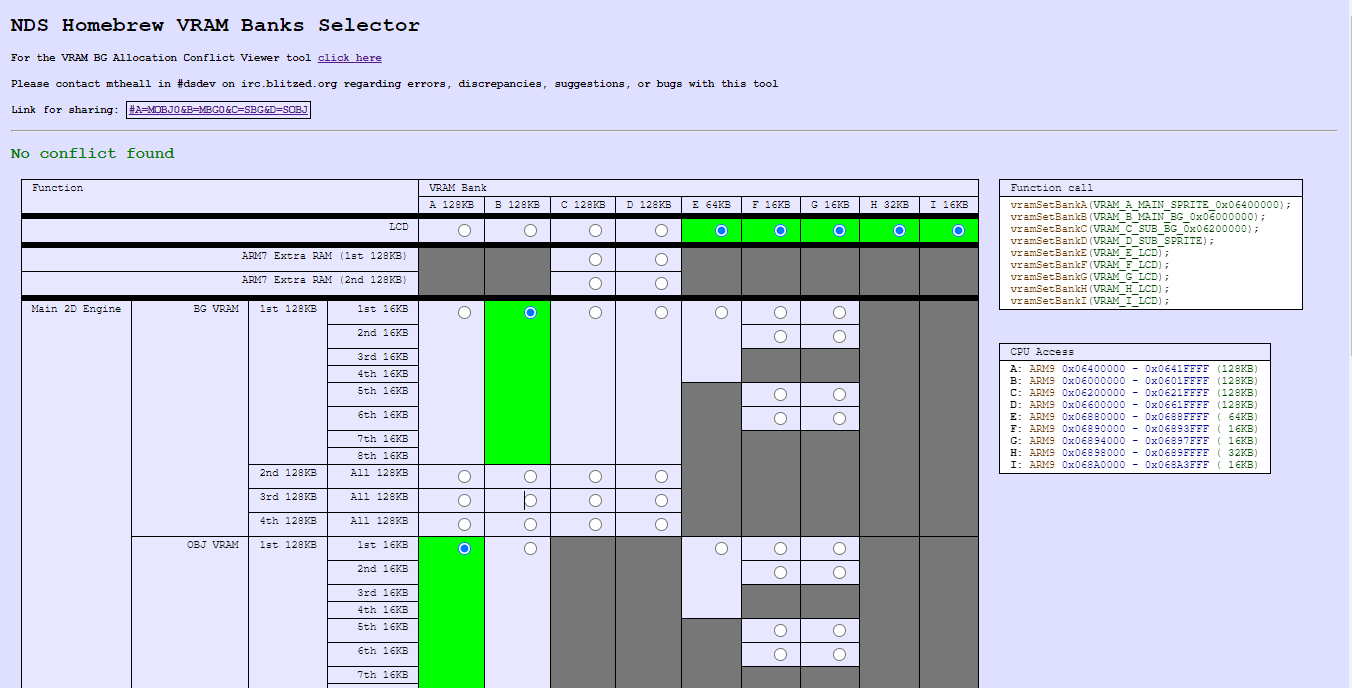 NDS Homebrew VRAM Banks Selector
For the VRAM BG Allocation Conflict Viewer tool click here
Please contact mtheall in #dsdev on irc.blitzed.org regarding errors, discrepancies, suggestions, or bugs with this tool
Link for sharing: #A=MOBJ0&B=MBG0&C=SBG&D=SOBJ
No conflict found
Function
VRAM Bank
A 128KB B 128KB C 128KB D 128KB E 64KB F 16KB G 16KB H 32KB I 16KB
LCD
ARM7 Extra RAM (1st 128KB)
ARM7 Extra RAM (2nd 128KB)
Main 2D Engine BG VRAM 1st 128KB 1st 16KB
2nd 16KB
3rd 16KB
4th 16KB
5th 16KB
6th 16KB
7th 16KB
8th 16KB
2nd 128KB All 128KB
3rd 128KB All 128KB
4th 128KB All 128KB
OBJ VRAM 1st 128KB 1st 16KB
2nd 16KB
3rd 16KB
4th 16KB
5th 16KB
6th 16KB
7th 16KB
Function call
vramSetBankA(VRAM_A_MAIN_SPRITE_0x06400000);
vramSetBankB(VRAM_B_MAIN_BG_0x06000000);
vramSetBankC(VRAM_C_SUB_BG_0x06200000);
vramSetBankD(VRAM_D_SUB_SPRITE);
vramSetBankE(VRAM_E_LCD);
vramSetBankF(VRAM_F_LCD);
vramSetBankG(VRAM_G_LCD);
vramSetBankH(VRAM_H_LCD);
vramSetBankI(VRAM_I_LCD);
CPU Access
A: ARM9 0x06400000 - 0x0641FFFF (128KB)
B: ARM9 0x06000000 - 0x0601FFFF (128KB)
C: ARM9 0x06200000 - 0x0621FFFF (128KB)
D: ARM9 0x06600000 - 0x0661FFFF (128KB)
E: ARM9 0x06880000 - 0x0688FFFF ( 64KB)
F: ARM9 0x06890000 - 0x06893FFF ( 16KB)
G: ARM9 0x06894000 - 0x06897FFF ( 16KB)
H: ARM9 0x06898000 - 0x0689FFFF ( 32KB)
I: ARM9 0x068A0000 - 0x068A3FFF ( 16KB)